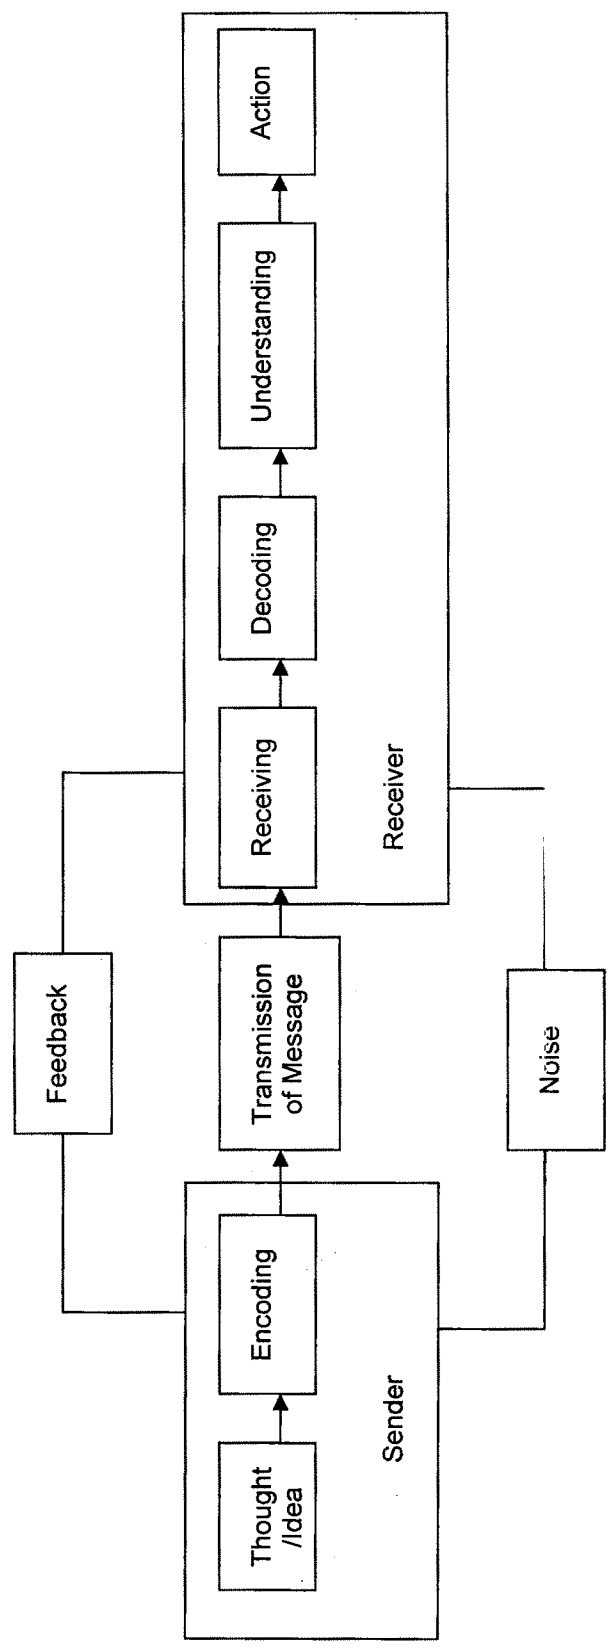 Feedback
Thought
/Idea
Encoding
Transmission
of Message
Receiving
Decoding
Understanding
Action
Sender
Receiver
Noise